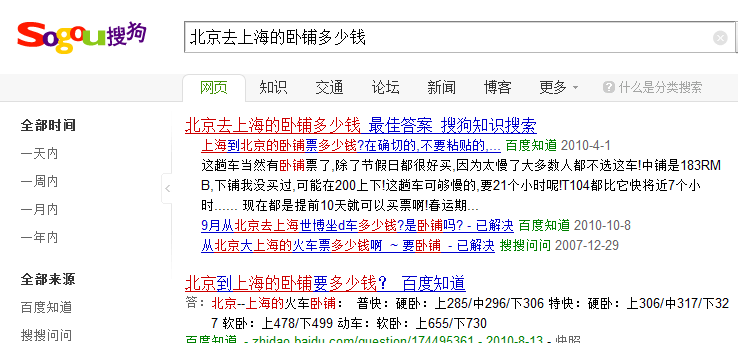 Sogou搜狗
北京去上海的卧铺多少钱
网页 知识 交通 论坛 新闻 博客 更多 什么是分类搜索
全部时间
一天内
一周内
一月内
一年内
全部来源
百度知道
搜搜问问
北京去上海的卧铺多少钱_最佳答案_搜狗知识搜索
上海到北京的卧铺票多少钱?在确切的,不要粘贴的,... 百度知道 2010-4-1
这趟车当然有卧铺票了,除了节假日都很好买,因为太慢了大多数人都不选这车!中铺是183RM
B,下铺我没买过,可能在200上下!这趟车可够慢的,要21个小时呢!T104都比它快将近7个小
时...... 现在都是提前10天就可以买票啊!春运期...
9月从北京去上海世博坐d车多少钱?是卧铺吗? - 已解决 百度知道 2010-10-8
从北京大上海的火车票多少钱啊 ~ 要卧铺 - 已解决 搜搜问问 2007-12-29
北京到上海的卧铺要多少钱？_百度知道
答： 北京--上海的火车卧铺： 普快：硬卧：上285/中296/下306 特快：硬卧：上306/中317/下32
7 软卧：上478/下499 动车：软卧：上655/下730
百度知道 - zhidao.baidu.com/question/174495361 - 2010-8-13 - 快照